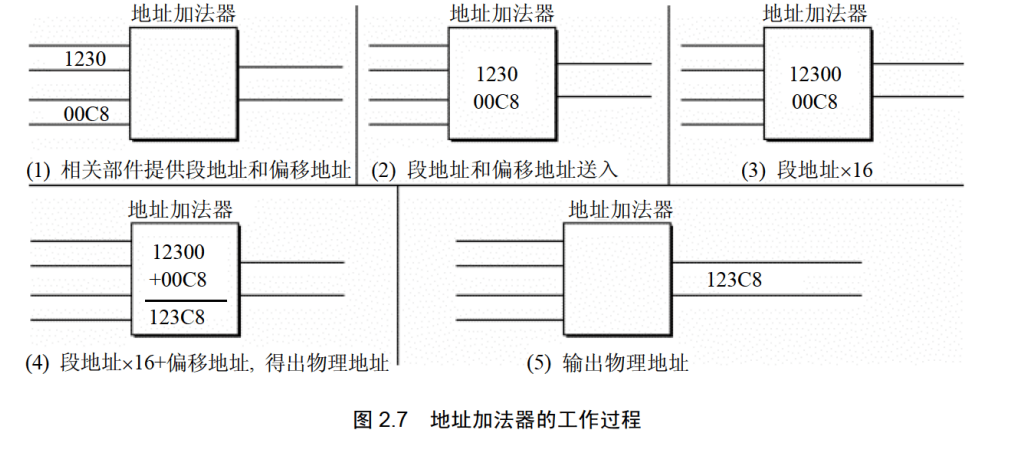 地址加法器
1230
00C8
(1) 相关部件提供段地址和偏移地址
地址加法器
1230
00C8
(2) 段地址和偏移地址送入
地址加法器
12300
00C8
(3) 段地址×16
地址加法器
12300
+00C8
123C8
(4) 段地址×16+偏移地址, 得出物理地址
地址加法器
123C8
(5) 输出物理地址
图 2.7 地址加法器的工作过程